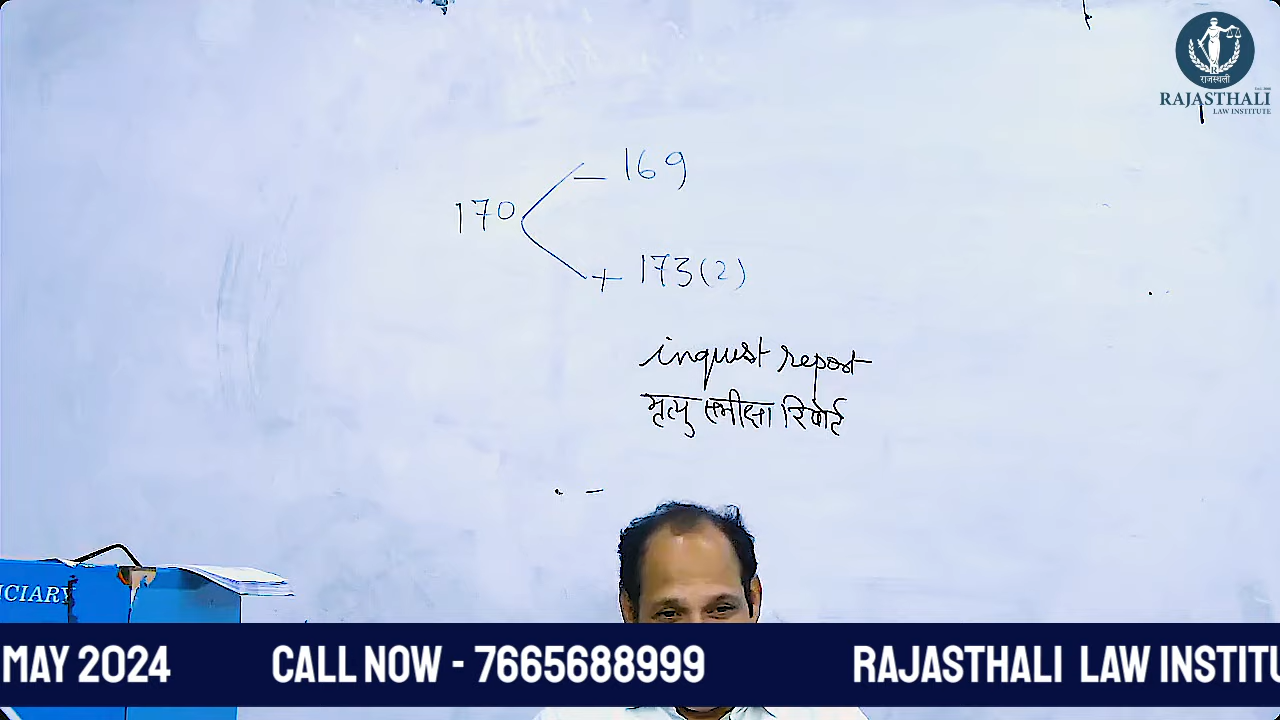 राजस्थली
RAJASTHALI
LAW INSTITUTE
169
170
173(2)
inqust report
मृत्यु समीक्षा रिपोर्ट
ICIARY
MAY 2024
CALL NOW - 7665688999
RAJASTHALI LAW INSTITU